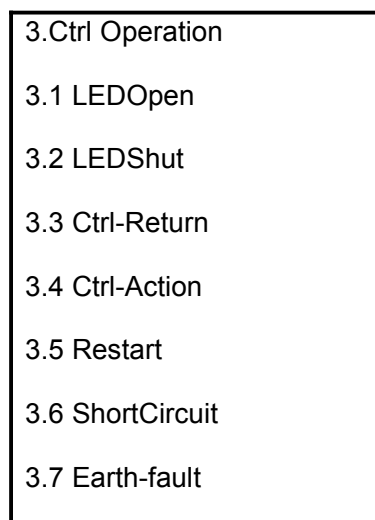 3.Ctrl Operation
3.1 LEDOpen
3.2 LEDShut
3.3 Ctrl-Return
3.4 Ctrl-Action
3.5 Restart
3.6 ShortCircuit
3.7 Earth-fault